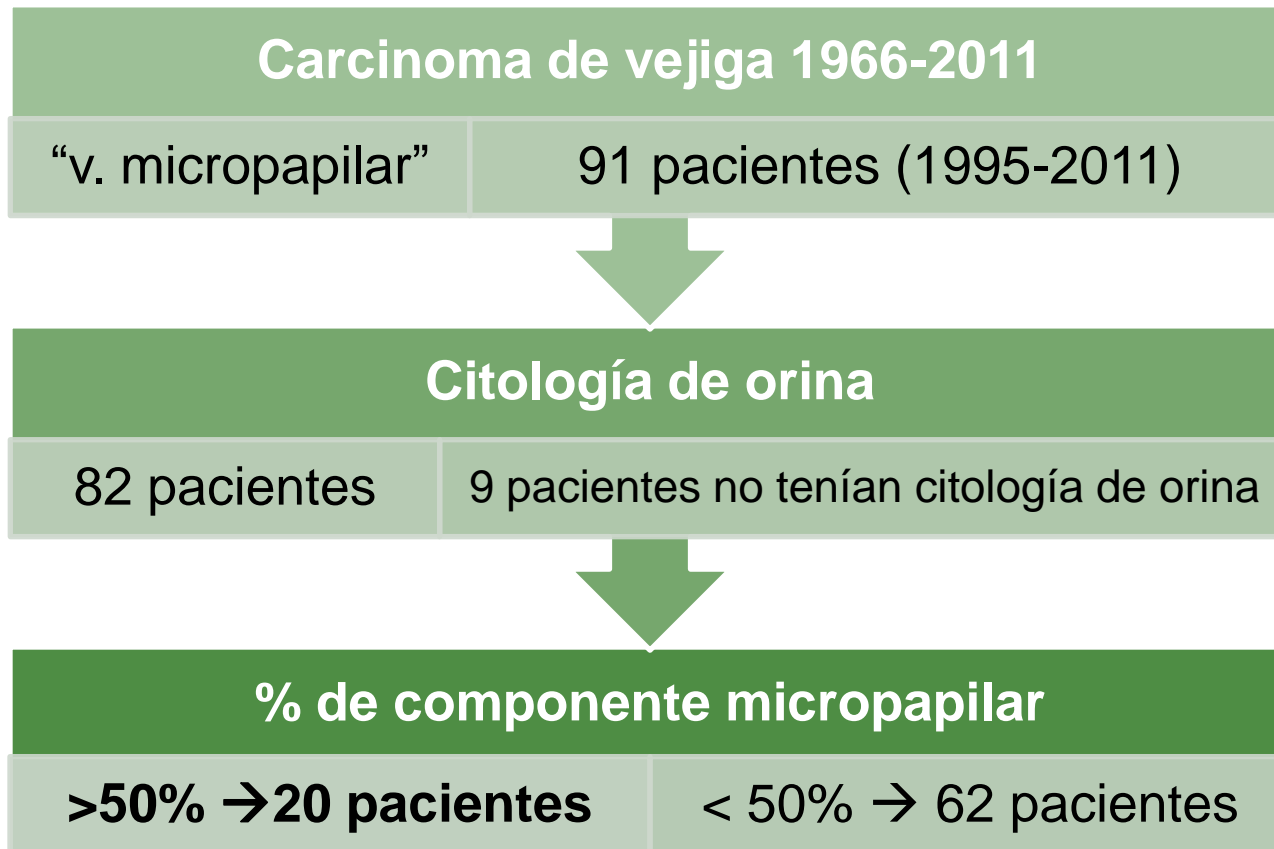 Carcinoma de vejiga 1966-2011
“v. micropapilar” 91 pacientes (1995-2011)
Citología de orina
82 pacientes 9 pacientes no tenían citología de orina
% de componente micropapilar
>50% →20 pacientes < 50% → 62 pacientes